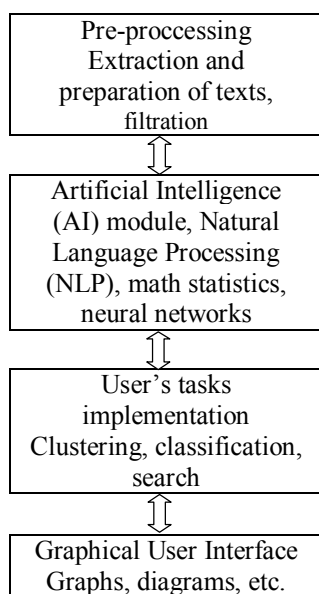 Pre-proccessing
Extraction and
preparation of texts,
filtration
Artificial Intelligence
(AI) module, Natural
Language Processing
(NLP), math statistics,
neural networks
User’s tasks
implementation
Clustering, classification,
search
Graphical User Interface
Graphs, diagrams, etc.